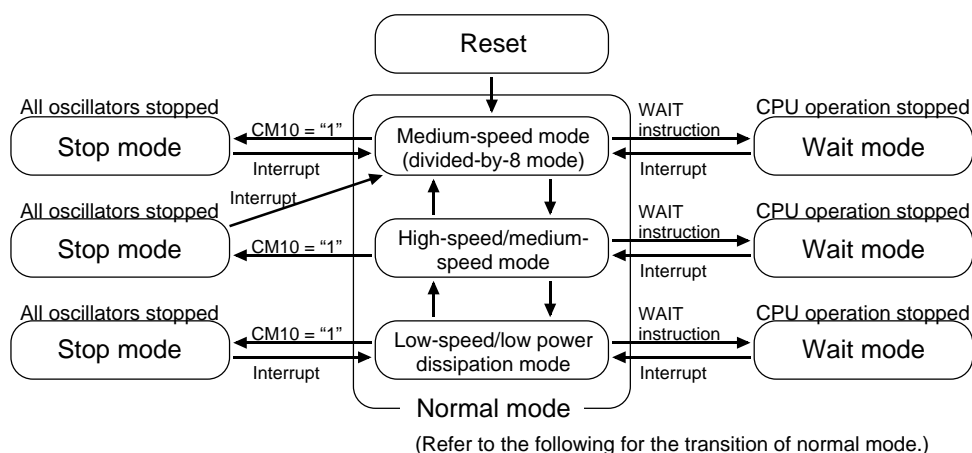 Reset
All oscillators stopped
CM10 = “1”
Stop mode
Interrupt
Medium-speed mode
(divided-by-8 mode)
WAIT
instruction
Interrupt
CPU operation stopped
Wait mode
Interrupt
All oscillators stopped
Stop mode
CM10 = “1”
High-speed/medium-
speed mode
WAIT
instruction
Interrupt
CPU operation stopped
Wait mode
All oscillators stopped
Stop mode
CM10 = “1”
Interrupt
Low-speed/low power
dissipation mode
WAIT
instruction
Interrupt
CPU operation stopped
Wait mode
Normal mode
(Refer to the following for the transition of normal mode.)